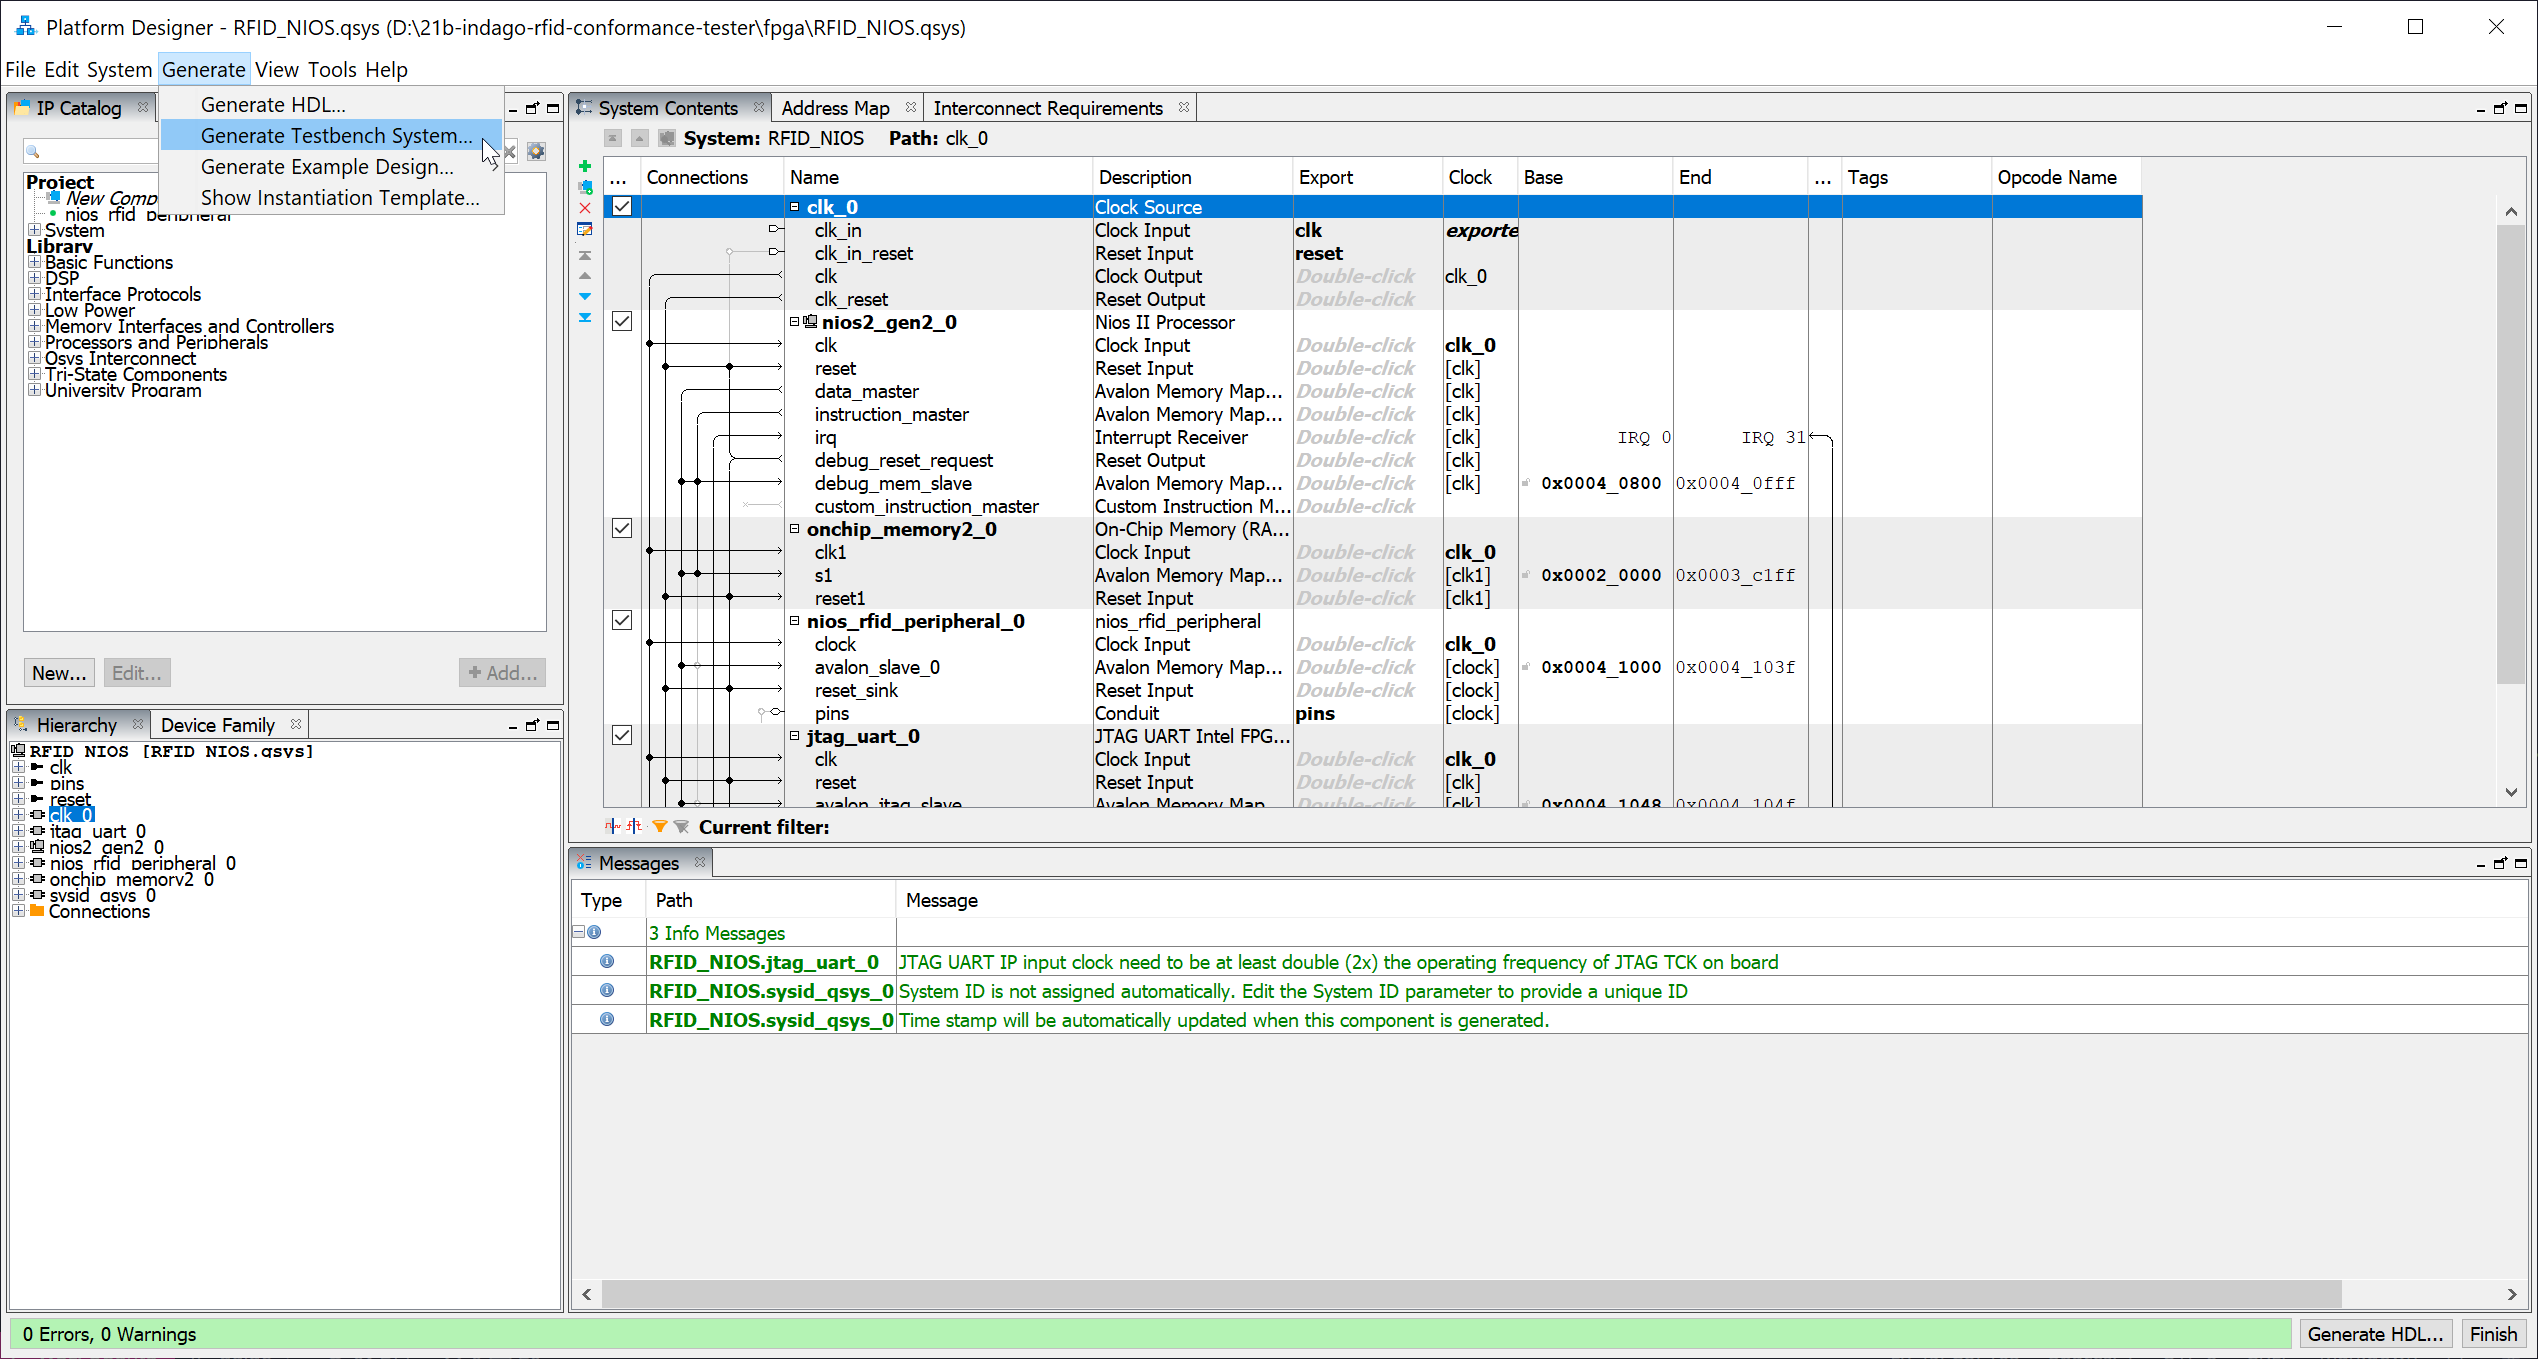 Platform Designer - RFID_NIOS.qsys (D:\21b-indago-rfid-conformance-tester\fpga\RFID_NIOS.qsys)
File Edit System Generate View Tools Help
Generate HDL...
Generate Testbench System...
Generate Example Design...
Show Instantiation Template...
IP Catalog
Project
New Comp
nios_rfid_peripheral
System
Library
Basic Functions
DSP
Interface Protocols
Low Power
Memory Interfaces and Controllers
Processors and Peripherals
Qsys Interconnect
Tri-State Components
University Program
New... Edit... Add...
Hierarchy Device Family
RFID_NIOS [RFID_NIOS.qsys]
clk
pins
reset
clk_0
jtag_uart_0
nios2_gen2_0
nios_rfid_peripheral_0
onchip_memory2_0
sysid_qsys_0
Connections
System Contents Address Map Interconnect Requirements
System: RFID_NIOS Path: clk_0
... Connections Name Description Export Clock Base End ... Tags Opcode Name
clk_0 Clock Source
clk_in Clock Input clk exporte
clk_in_reset Reset Input reset
clk Clock Output Double-click clk_0
clk_reset Reset Output Double-click
nios2_gen2_0 Nios II Processor
clk Clock Input Double-click clk_0
reset Reset Input Double-click [clk]
data_master Avalon Memory Map... Double-click [clk]
instruction_master Avalon Memory Map... Double-click [clk]
irq Interrupt Receiver Double-click [clk] IRQ 0 IRQ 31
debug_reset_request Reset Output Double-click [clk]
debug_mem_slave Avalon Memory Map... Double-click [clk] 0x0004_0800 0x0004_0fff
custom_instruction_master Custom Instruction M... Double-click
onchip_memory2_0 On-Chip Memory (RA...
clk1 Clock Input Double-click clk_0
s1 Avalon Memory Map... Double-click [clk1] 0x0002_0000 0x0003_c1ff
reset1 Reset Input Double-click [clk1]
nios_rfid_peripheral_0 nios_rfid_peripheral
clock Clock Input Double-click clk_0
avalon_slave_0 Avalon Memory Map... Double-click [clock] 0x0004_1000 0x0004_103f
reset_sink Reset Input Double-click [clock]
pins Conduit pins [clock]
jtag_uart_0 JTAG UART Intel FPG...
clk Clock Input Double-click clk_0
reset Reset Input Double-click [clk]
avalon_jtag_slave Avalon Memory Map... Double-click [clk] 0x0004_1048 0x0004_104f
Current filter:
Messages
Type Path Message
3 Info Messages
RFID_NIOS.jtag_uart_0 JTAG UART IP input clock need to be at least double (2x) the operating frequency of JTAG TCK on board
RFID_NIOS.sysid_qsys_0 System ID is not assigned automatically. Edit the System ID parameter to provide a unique ID
RFID_NIOS.sysid_qsys_0 Time stamp will be automatically updated when this component is generated.
0 Errors, 0 Warnings
Generate HDL... Finish